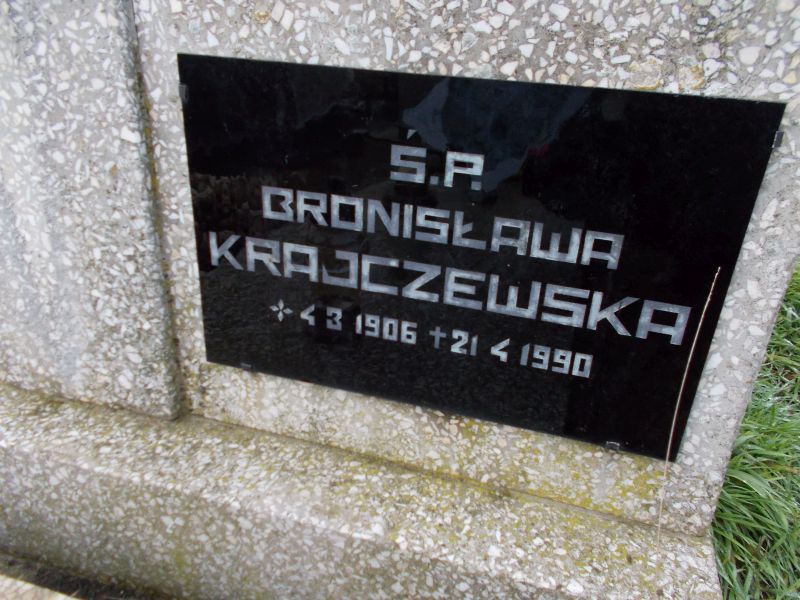 Ś.P.
BRONISŁAWA
KRAJCZEWSKA
* 4 3 1906 + 21 4 1990